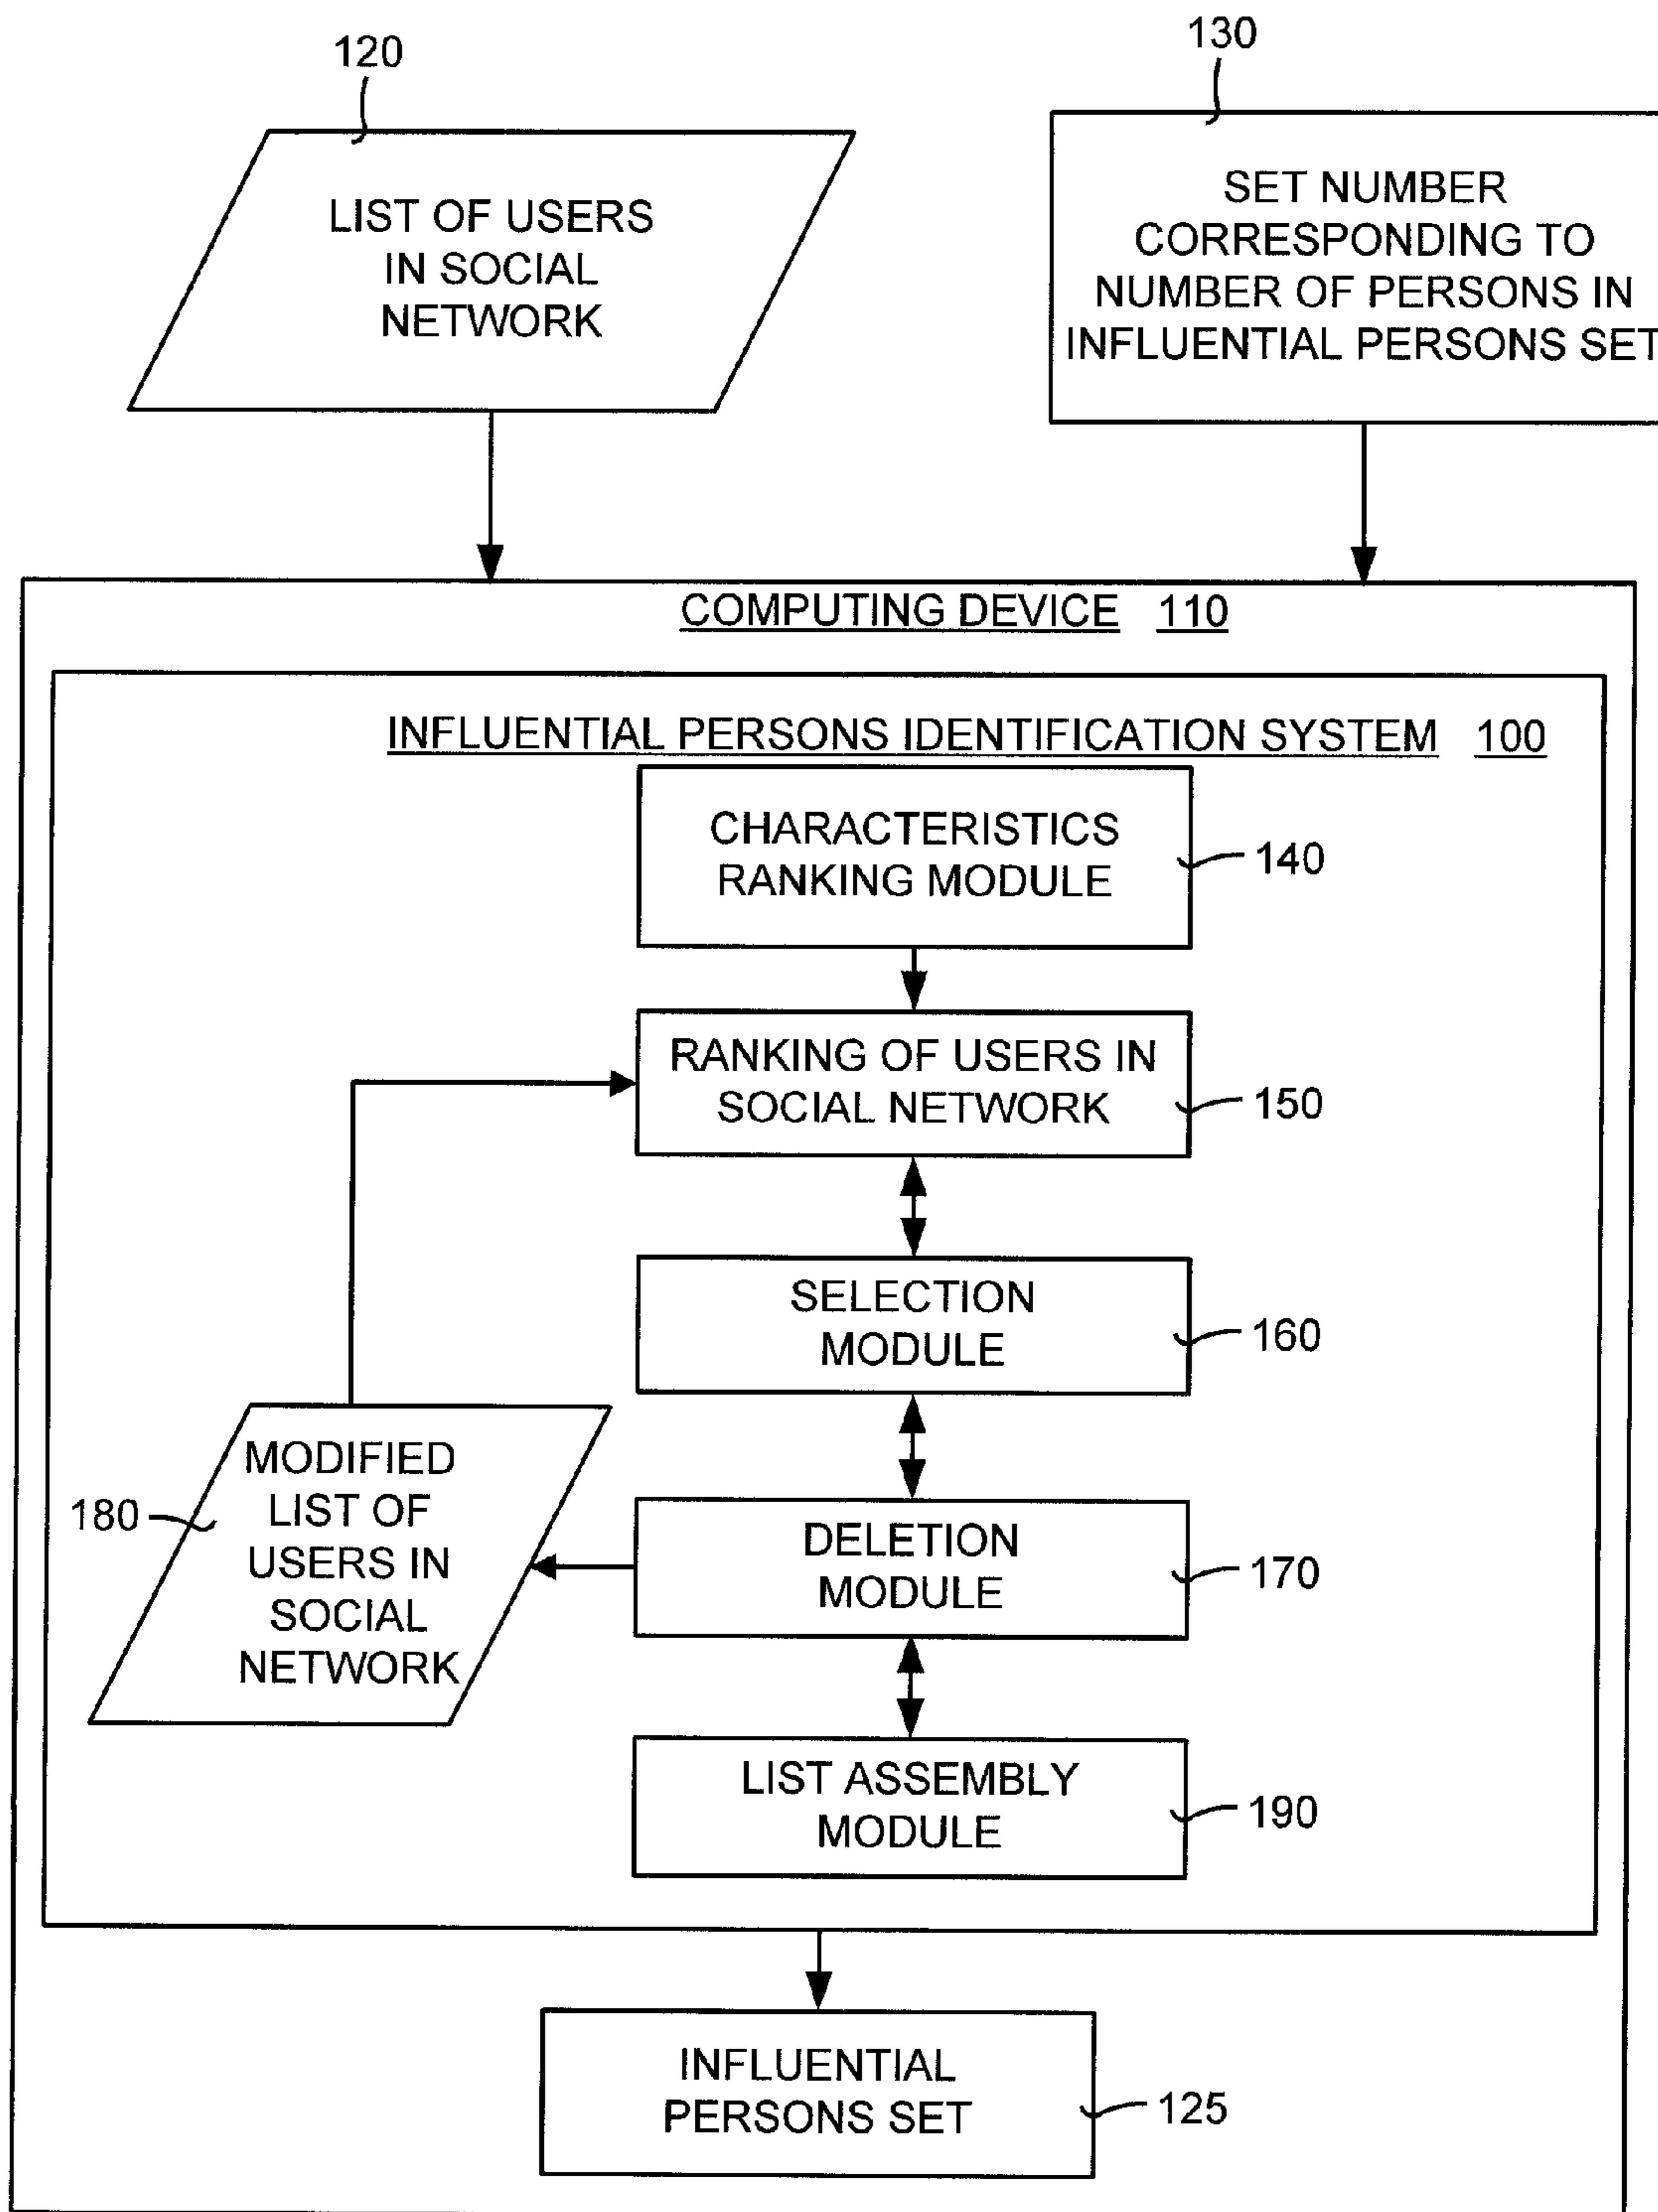 120
130
LIST OF USERS
IN SOCIAL
NETWORK
SET NUMBER
CORRESPONDING TO
NUMBER OF PERSONS IN
INFLUENTIAL PERSONS SET
COMPUTING DEVICE 110
INFLUENTIAL PERSONS IDENTIFICATION SYSTEM 100
CHARACTERISTICS
RANKING MODULE
140
RANKING OF USERS IN
SOCIAL NETWORK
150
SELECTION
MODULE
160
MODIFIED
LIST OF
USERS IN
SOCIAL
NETWORK
180
DELETION
MODULE
170
LIST ASSEMBLY
MODULE
190
INFLUENTIAL
PERSONS SET
125